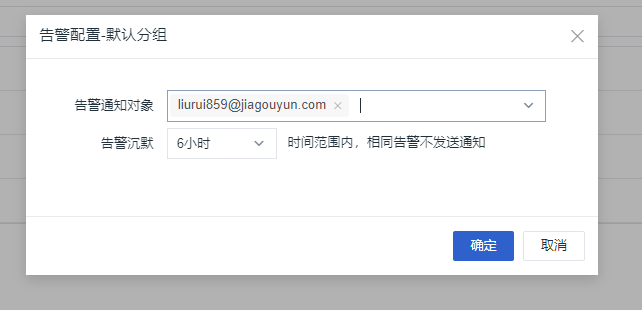 告警配置-默认分组
告警通知对象 liurui859@jiagouyun.com
告警沉默 6小时 时间范围内，相同告警不发送通知
确定 取消